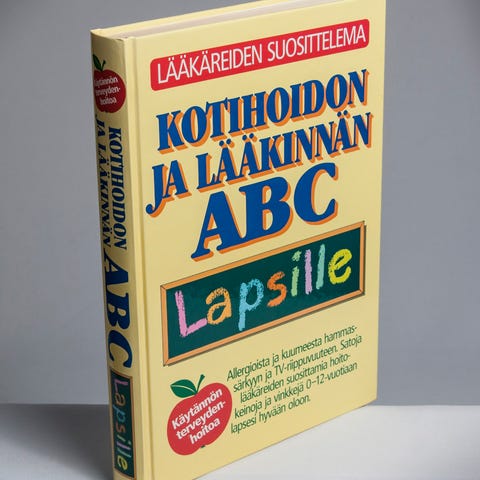 LÄÄKÄREIDEN SUOSITTELEMA
KOTIHOIDON
JA LÄÄKINNÄN
ABC
Lapsille
Allergioista ja kuumeesta hammas-
särkyyn ja TV-riippuvuuteen. Satoja
lääkäreiden suosittamia hoito-
keinoja ja vinkkejä 0–12-vuotiaan
lapsesi hyvään oloon.
Käytännön
terveyden-
hoitoa
Käytännön
terveyden-
hoitoa
KOTIHOIDON
JA LÄÄKINNÄN
ABC
Lapsille